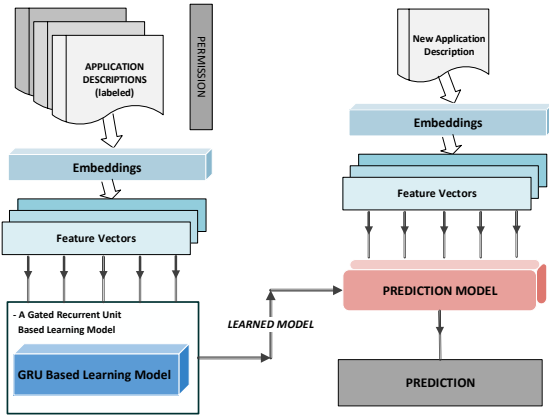 APPLICATION
DESCRIPTIONS
(labeled)
PERMISSION
Embeddings
Feature Vectors
- A Gated Recurrent Unit
Based Learning Model
GRU Based Learning Model
LEARNED MODEL
New Application
Description
Embeddings
Feature Vectors
PREDICTION MODEL
PREDICTION